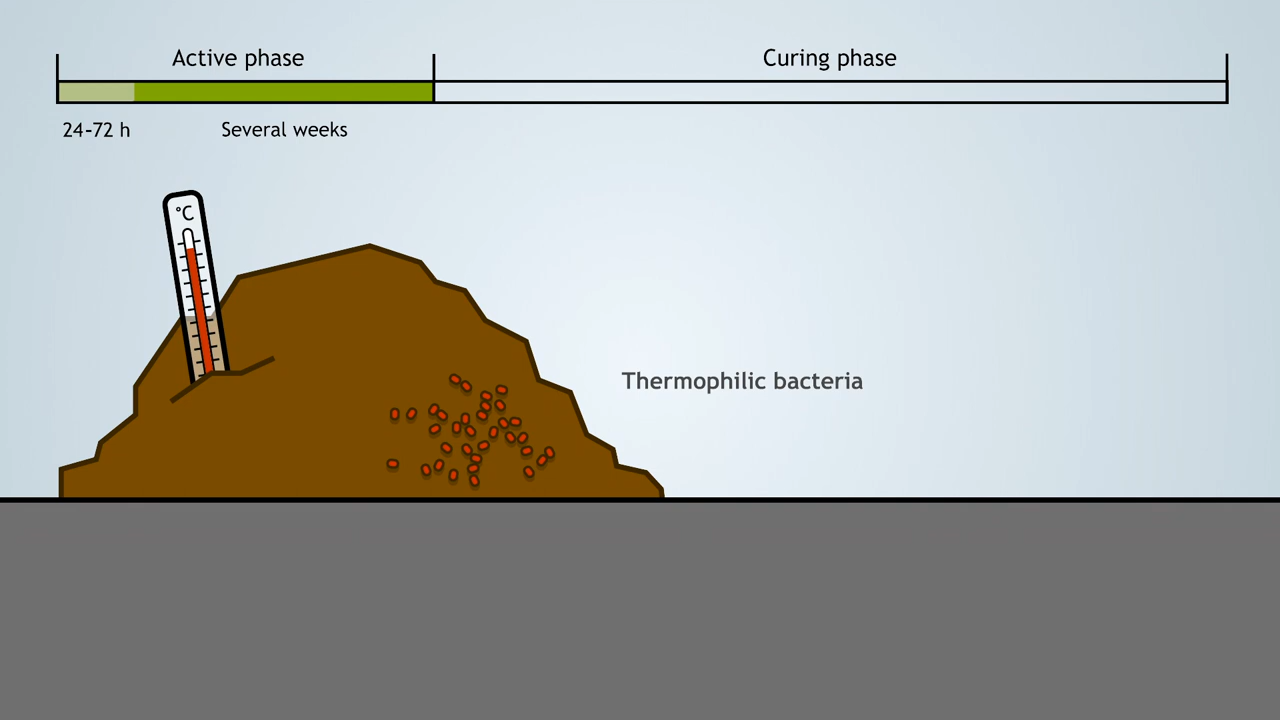 Active phase
Curing phase
24-72 h
Several weeks
°C
Thermophilic bacteria